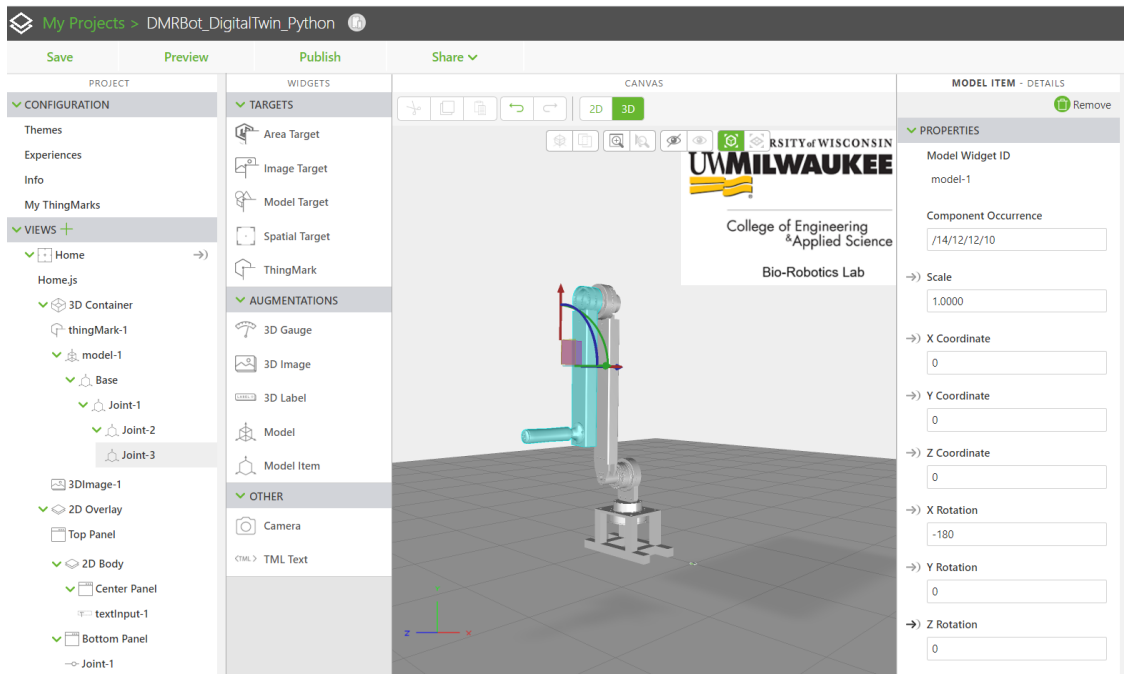 My Projects > DMRBot_DigitalTwin_Python
Save Preview Publish Share
PROJECT
CONFIGURATION
Themes
Experiences
Info
My ThingMarks
VIEWS
Home
Home.js
3D Container
thingMark-1
model-1
Base
Joint-1
Joint-2
Joint-3
3DImage-1
2D Overlay
Top Panel
2D Body
Center Panel
textInput-1
Bottom Panel
Joint-1
WIDGETS
TARGETS
Area Target
Image Target
Model Target
Spatial Target
ThingMark
AUGMENTATIONS
3D Gauge
3D Image
3D Label
Model
Model Item
OTHER
Camera
<TML> TML Text
CANVAS
2D 3D
RSITY of WISCONSIN
UWMILWAUKEE
College of Engineering
&Applied Science
Bio-Robotics Lab
Y
Z X
MODEL ITEM - DETAILS
Remove
PROPERTIES
Model Widget ID
model-1
Component Occurrence
/14/12/12/10
Scale
1.0000
X Coordinate
0
Y Coordinate
0
Z Coordinate
0
X Rotation
-180
Y Rotation
0
Z Rotation
0